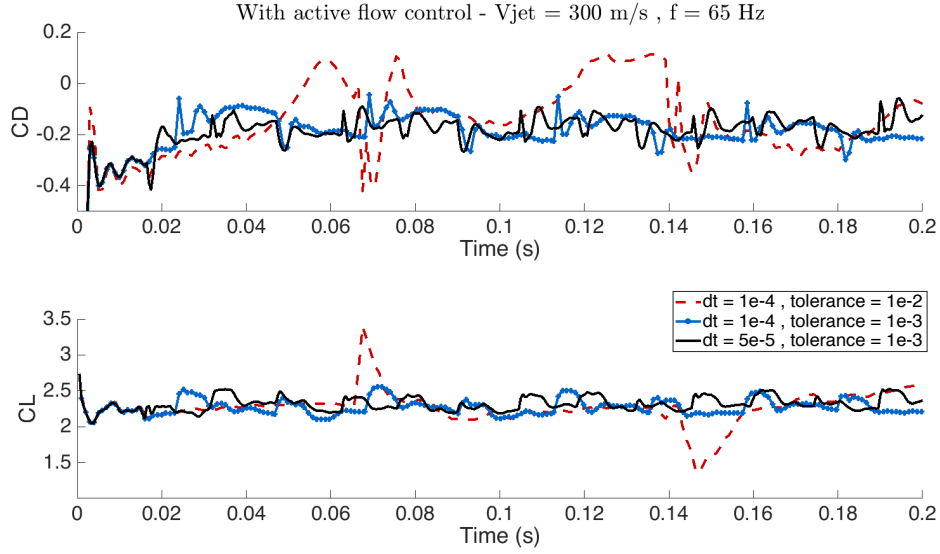 With active flow control - Vjet = 300 m/s , f = 65 Hz
0.2
0
-0.2
-0.4
CD
0 0.02 0.04 0.06 0.08 0.1 0.12 0.14 0.16 0.18 0.2
Time (s)
dt = 1e-4 , tolerance = 1e-2
dt = 1e-4 , tolerance = 1e-3
dt = 5e-5 , tolerance = 1e-3
3.5
3
2.5
2
1.5
1
CL
0 0.02 0.04 0.06 0.08 0.1 0.12 0.14 0.16 0.18 0.2
Time (s)